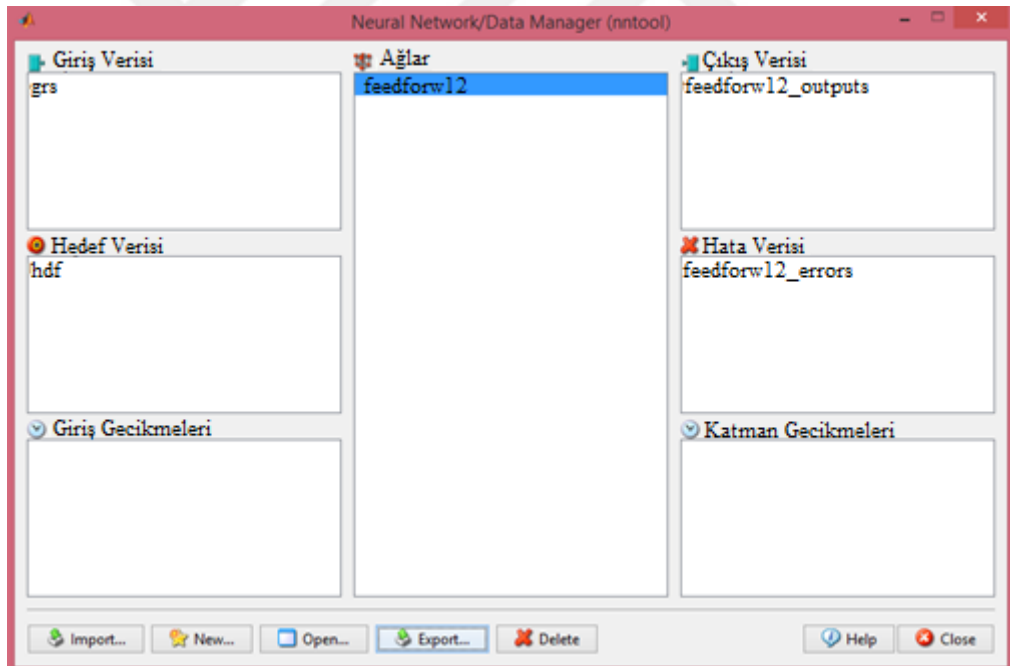 Neural Network/Data Manager (nntool)
Giriş Verisi
grs
Ağlar
feedforw12
Çıkış Verisi
feedforw12_outputs
Hedef Verisi
hdf
Hata Verisi
feedforw12_errors
Giriş Gecikmeleri
Katman Gecikmeleri
Import...
New...
Open...
Export...
Delete
Help
Close